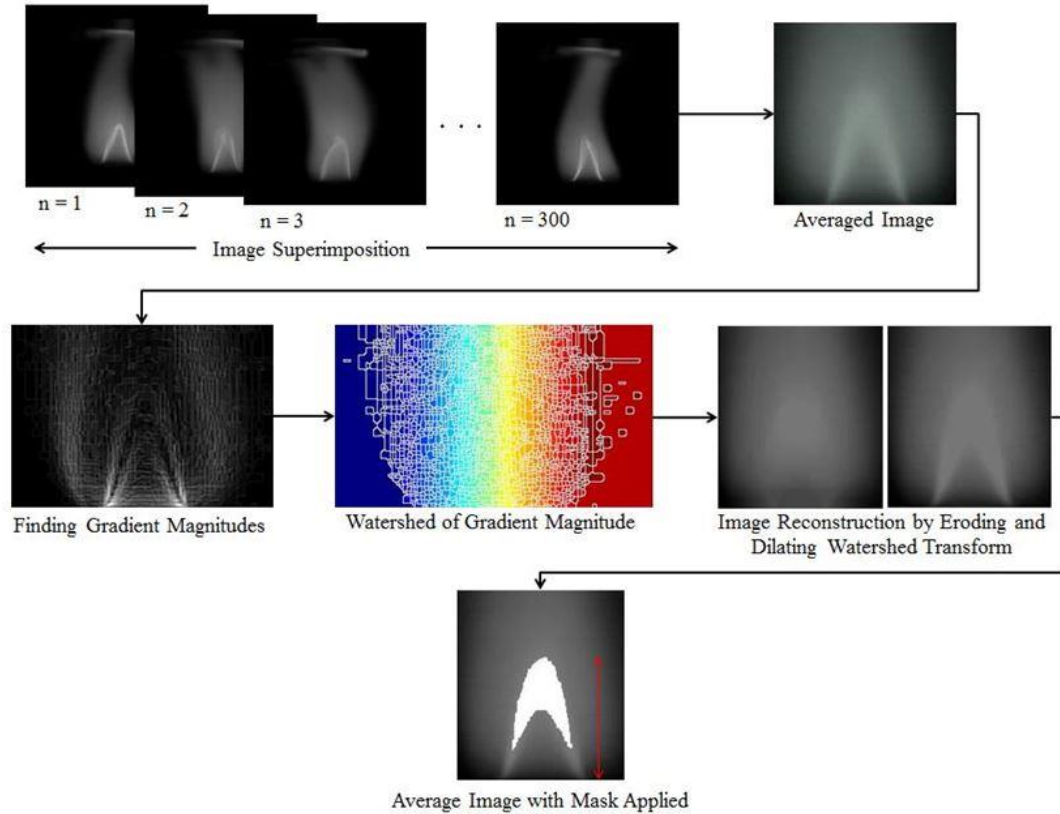 n = 1
n = 2
n = 3
. . .
n = 300
Image Superimposition
Averaged Image
Finding Gradient Magnitudes
Watershed of Gradient Magnitude
Image Reconstruction by Eroding and
Dilating Watershed Transform
Average Image with Mask Applied